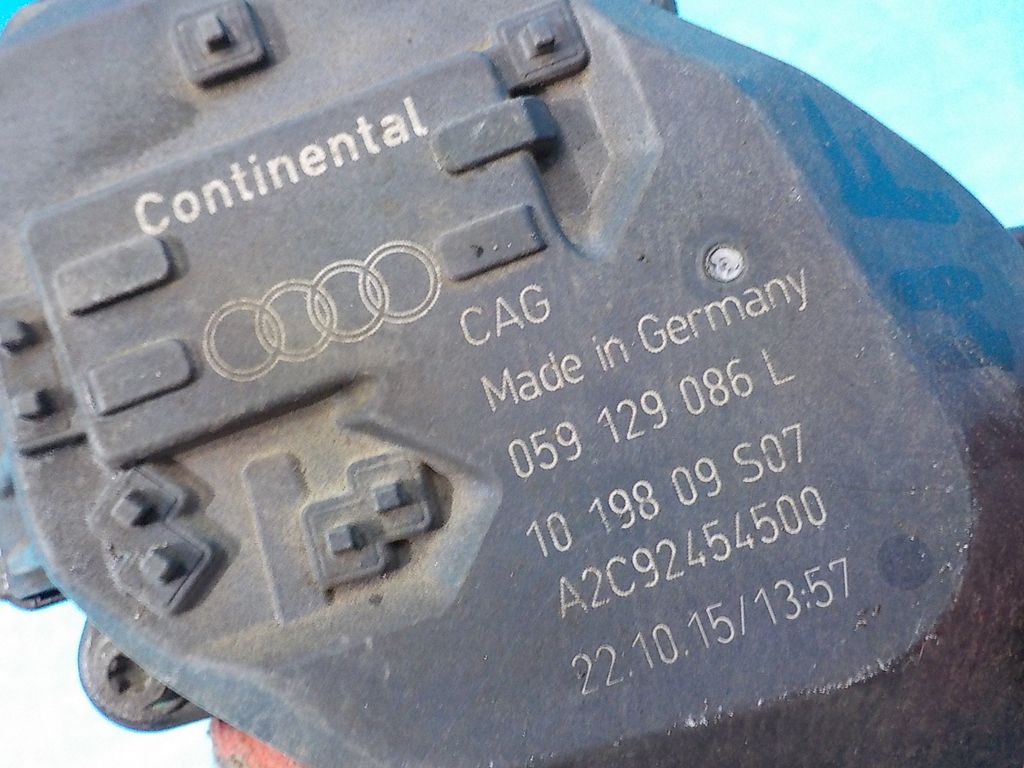 Continental
CAG
Made in Germany
059 129 086 L
10 198 09 S07
A2C92454500
22.10.15/13:57